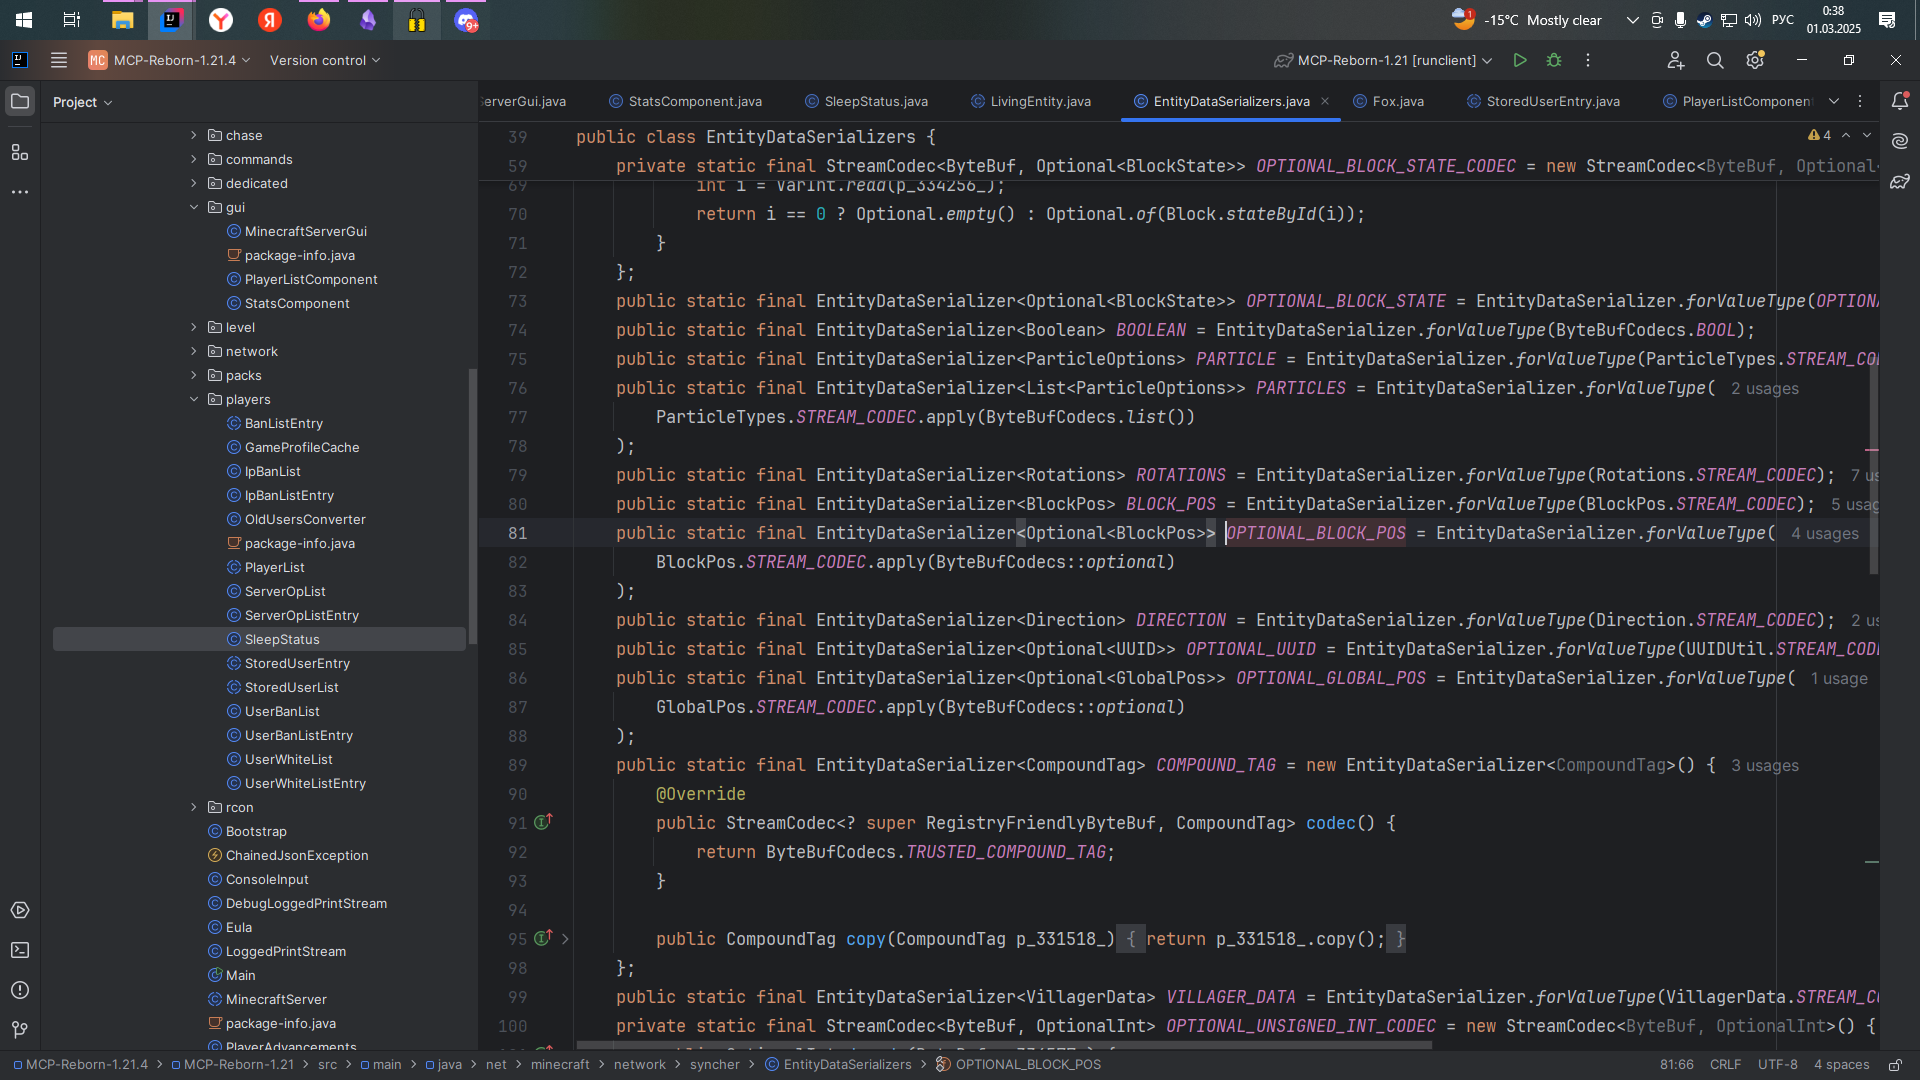 -15°C Mostly clear
РУС
0:38
01.03.2025
9+
1
MC MCP-Reborn-1.21.4
Version control
MCP-Reborn-1.21 [runclient]
Project
ServerGui.java
StatsComponent.java
SleepStatus.java
LivingEntity.java
EntityDataSerializers.java
Fox.java
StoredUserEntry.java
PlayerListComponent
chase
commands
dedicated
gui
MinecraftServerGui
package-info.java
PlayerListComponent
StatsComponent
level
network
packs
players
BanListEntry
GameProfileCache
IpBanList
IpBanListEntry
OldUsersConverter
package-info.java
PlayerList
ServerOpList
ServerOpListEntry
SleepStatus
StoredUserEntry
StoredUserList
UserBanList
UserBanListEntry
UserWhiteList
UserWhiteListEntry
rcon
Bootstrap
ChainedJsonException
ConsoleInput
DebugLoggedPrintStream
Eula
LoggedPrintStream
Main
MinecraftServer
package-info.java
PlayerAdvancements
4
39 public class EntityDataSerializers {
59 private static final StreamCodec<ByteBuf, Optional<BlockState>> OPTIONAL_BLOCK_STATE_CODEC = new StreamCodec<ByteBuf, Optional<
69 int i = VarInt.read(p_334256_);
70 return i == 0 ? Optional.empty() : Optional.of(Block.stateById(i));
71 }
72 };
73 public static final EntityDataSerializer<Optional<BlockState>> OPTIONAL_BLOCK_STATE = EntityDataSerializer.forValueType(OPTIONA
74 public static final EntityDataSerializer<Boolean> BOOLEAN = EntityDataSerializer.forValueType(ByteBufCodecs.BOOL);
75 public static final EntityDataSerializer<ParticleOptions> PARTICLE = EntityDataSerializer.forValueType(ParticleTypes.STREAM_COD
76 public static final EntityDataSerializer<List<ParticleOptions>> PARTICLES = EntityDataSerializer.forValueType( 2 usages
77 ParticleTypes.STREAM_CODEC.apply(ByteBufCodecs.list())
78 );
79 public static final EntityDataSerializer<Rotations> ROTATIONS = EntityDataSerializer.forValueType(Rotations.STREAM_CODEC); 7 us
80 public static final EntityDataSerializer<BlockPos> BLOCK_POS = EntityDataSerializer.forValueType(BlockPos.STREAM_CODEC); 5 usag
81 public static final EntityDataSerializer<Optional<BlockPos>> OPTIONAL_BLOCK_POS = EntityDataSerializer.forValueType( 4 usages
82 BlockPos.STREAM_CODEC.apply(ByteBufCodecs::optional)
83 );
84 public static final EntityDataSerializer<Direction> DIRECTION = EntityDataSerializer.forValueType(Direction.STREAM_CODEC); 2 us
85 public static final EntityDataSerializer<Optional<UUID>> OPTIONAL_UUID = EntityDataSerializer.forValueType(UUIDUtil.STREAM_CODE
86 public static final EntityDataSerializer<Optional<GlobalPos>> OPTIONAL_GLOBAL_POS = EntityDataSerializer.forValueType( 1 usage
87 GlobalPos.STREAM_CODEC.apply(ByteBufCodecs::optional)
88 );
89 public static final EntityDataSerializer<CompoundTag> COMPOUND_TAG = new EntityDataSerializer<CompoundTag>() { 3 usages
90 @Override
91 public StreamCodec<? super RegistryFriendlyByteBuf, CompoundTag> codec() {
92 return ByteBufCodecs.TRUSTED_COMPOUND_TAG;
93 }
94
95 public CompoundTag copy(CompoundTag p_331518_) { return p_331518_.copy(); }
98 };
99 public static final EntityDataSerializer<VillagerData> VILLAGER_DATA = EntityDataSerializer.forValueType(VillagerData.STREAM_CO
100 private static final StreamCodec<ByteBuf, OptionalInt> OPTIONAL_UNSIGNED_INT_CODEC = new StreamCodec<ByteBuf, OptionalInt>() {
MCP-Reborn-1.21.4 > MCP-Reborn-1.21 > src > main > java > net > minecraft > network > syncher > EntityDataSerializers > OPTIONAL_BLOCK_POS
81:66 CRLF UTF-8 4 spaces